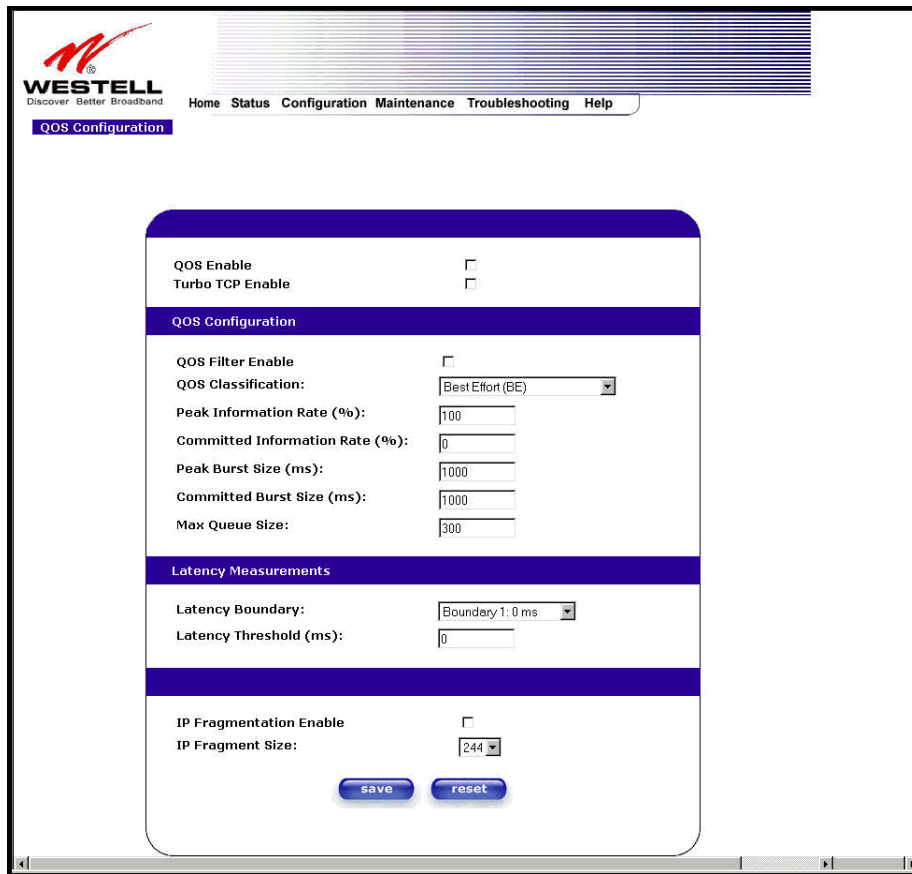 ®
WESTELL
Discover Better Broadband
Home Status Configuration Maintenance Troubleshooting Help
QOS Configuration
QOS Enable
Turbo TCP Enable
QOS Configuration
QOS Filter Enable
QOS Classification: Best Effort (BE)
Peak Information Rate (%): 100
Committed Information Rate (%): 0
Peak Burst Size (ms): 1000
Committed Burst Size (ms): 1000
Max Queue Size: 300
Latency Measurements
Latency Boundary: Boundary 1: 0 ms
Latency Threshold (ms): 0
IP Fragmentation Enable
IP Fragment Size: 244
save reset